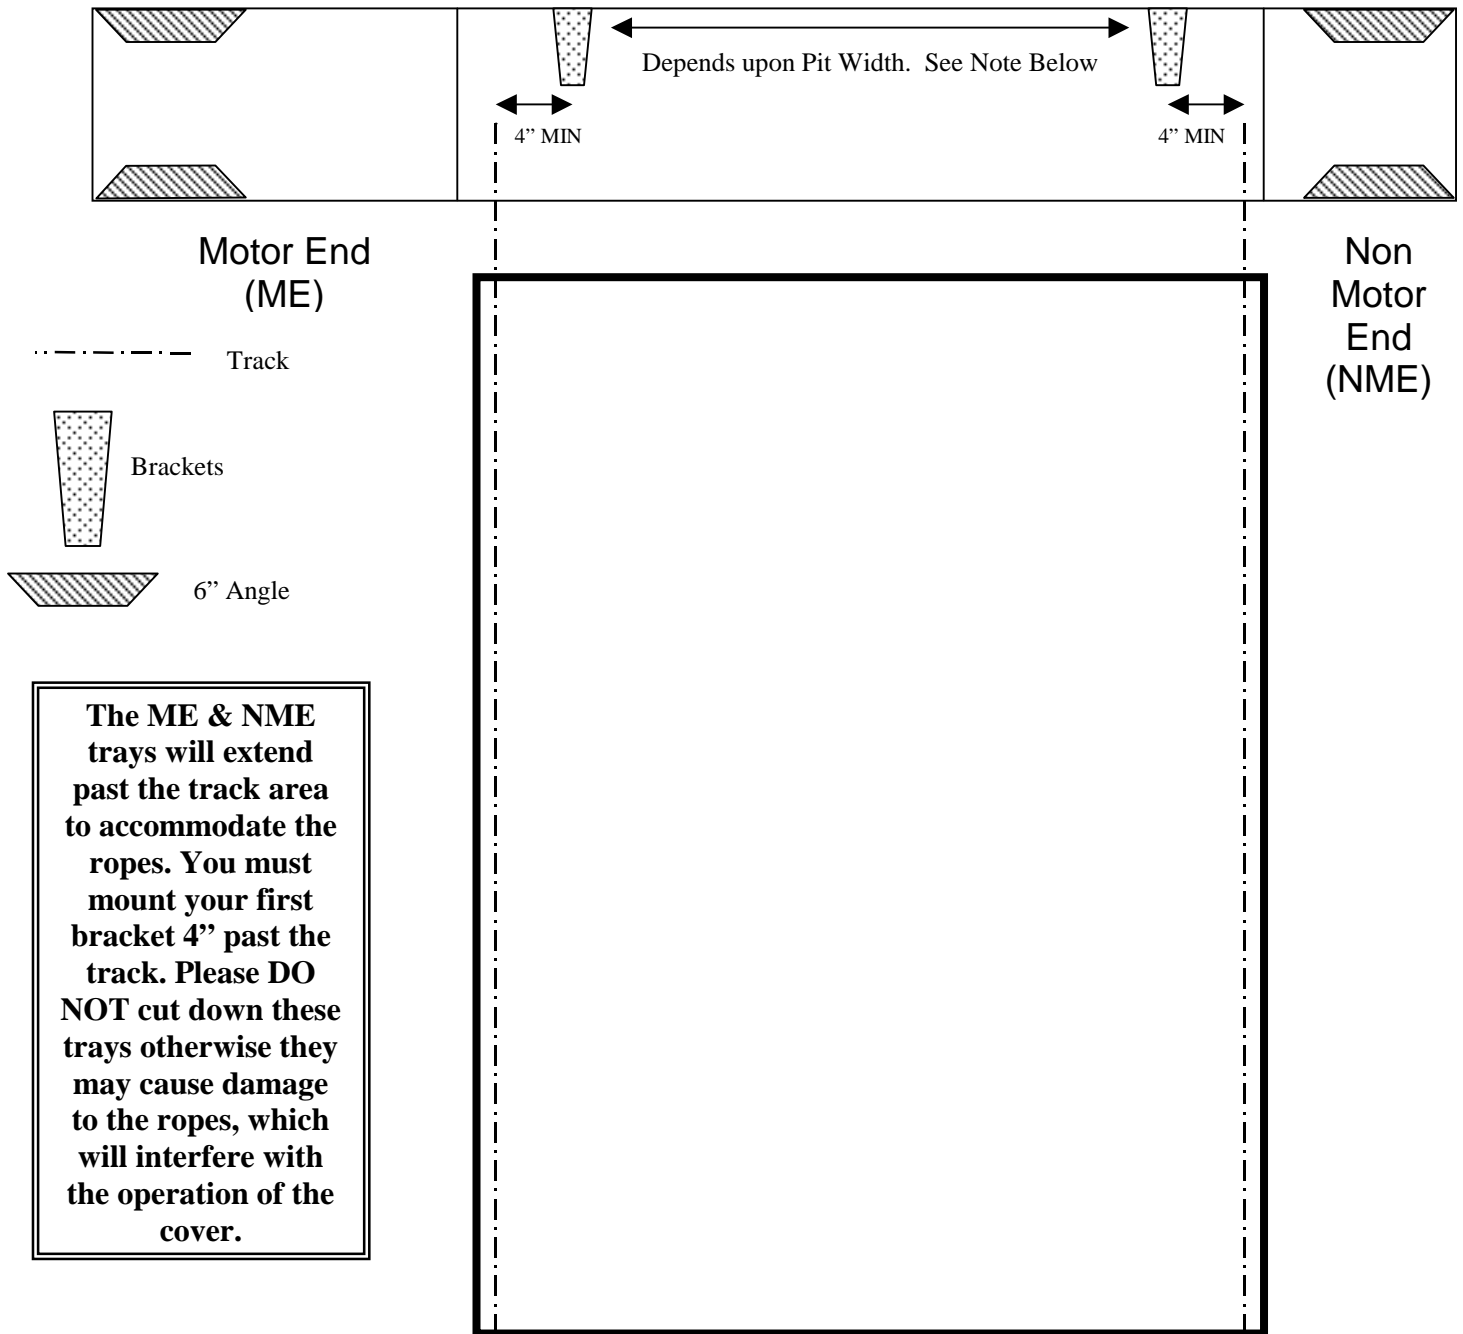 Depends upon Pit Width.  See Note Below
4” MIN
4” MIN
Motor End
(ME)
Non
Motor
End
(NME)
Track
Brackets
6” Angle
The ME & NME
trays will extend
past the track area
to accommodate the
ropes. You must
mount your first
bracket 4” past the
track. Please DO
NOT cut down these
trays otherwise they
may cause damage
to the ropes, which
will interfere with
the operation of the
cover.